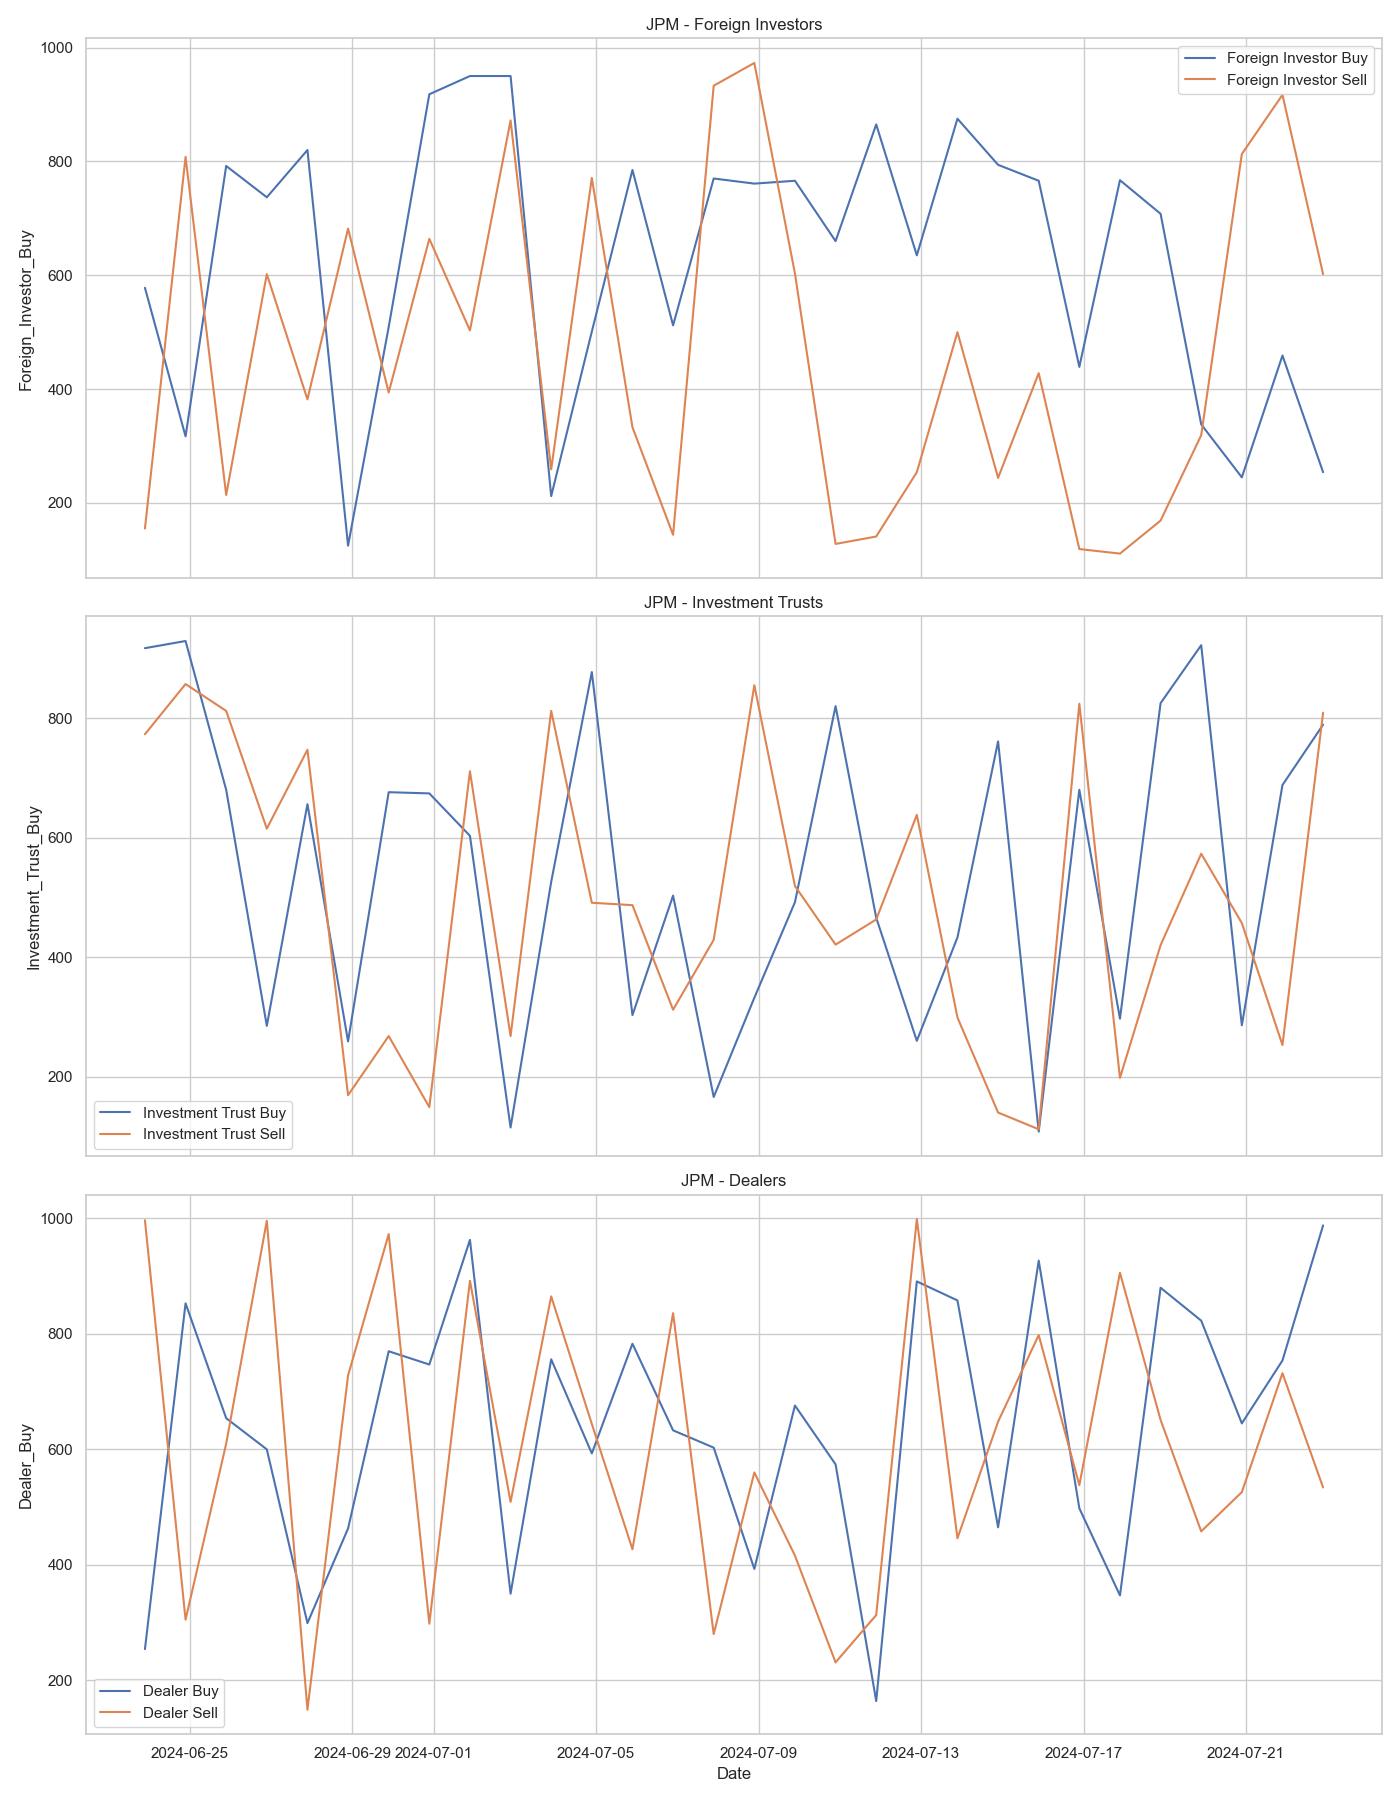 JPM - Foreign Investors
Foreign_Investor_Buy
1000
800
600
400
200
Foreign Investor Buy
Foreign Investor Sell
JPM - Investment Trusts
Investment_Trust_Buy
800
600
400
200
Investment Trust Buy
Investment Trust Sell
JPM - Dealers
Dealer_Buy
1000
800
600
400
200
Dealer Buy
Dealer Sell
2024-06-25 2024-06-29 2024-07-01 2024-07-05 2024-07-09 2024-07-13 2024-07-17 2024-07-21
Date